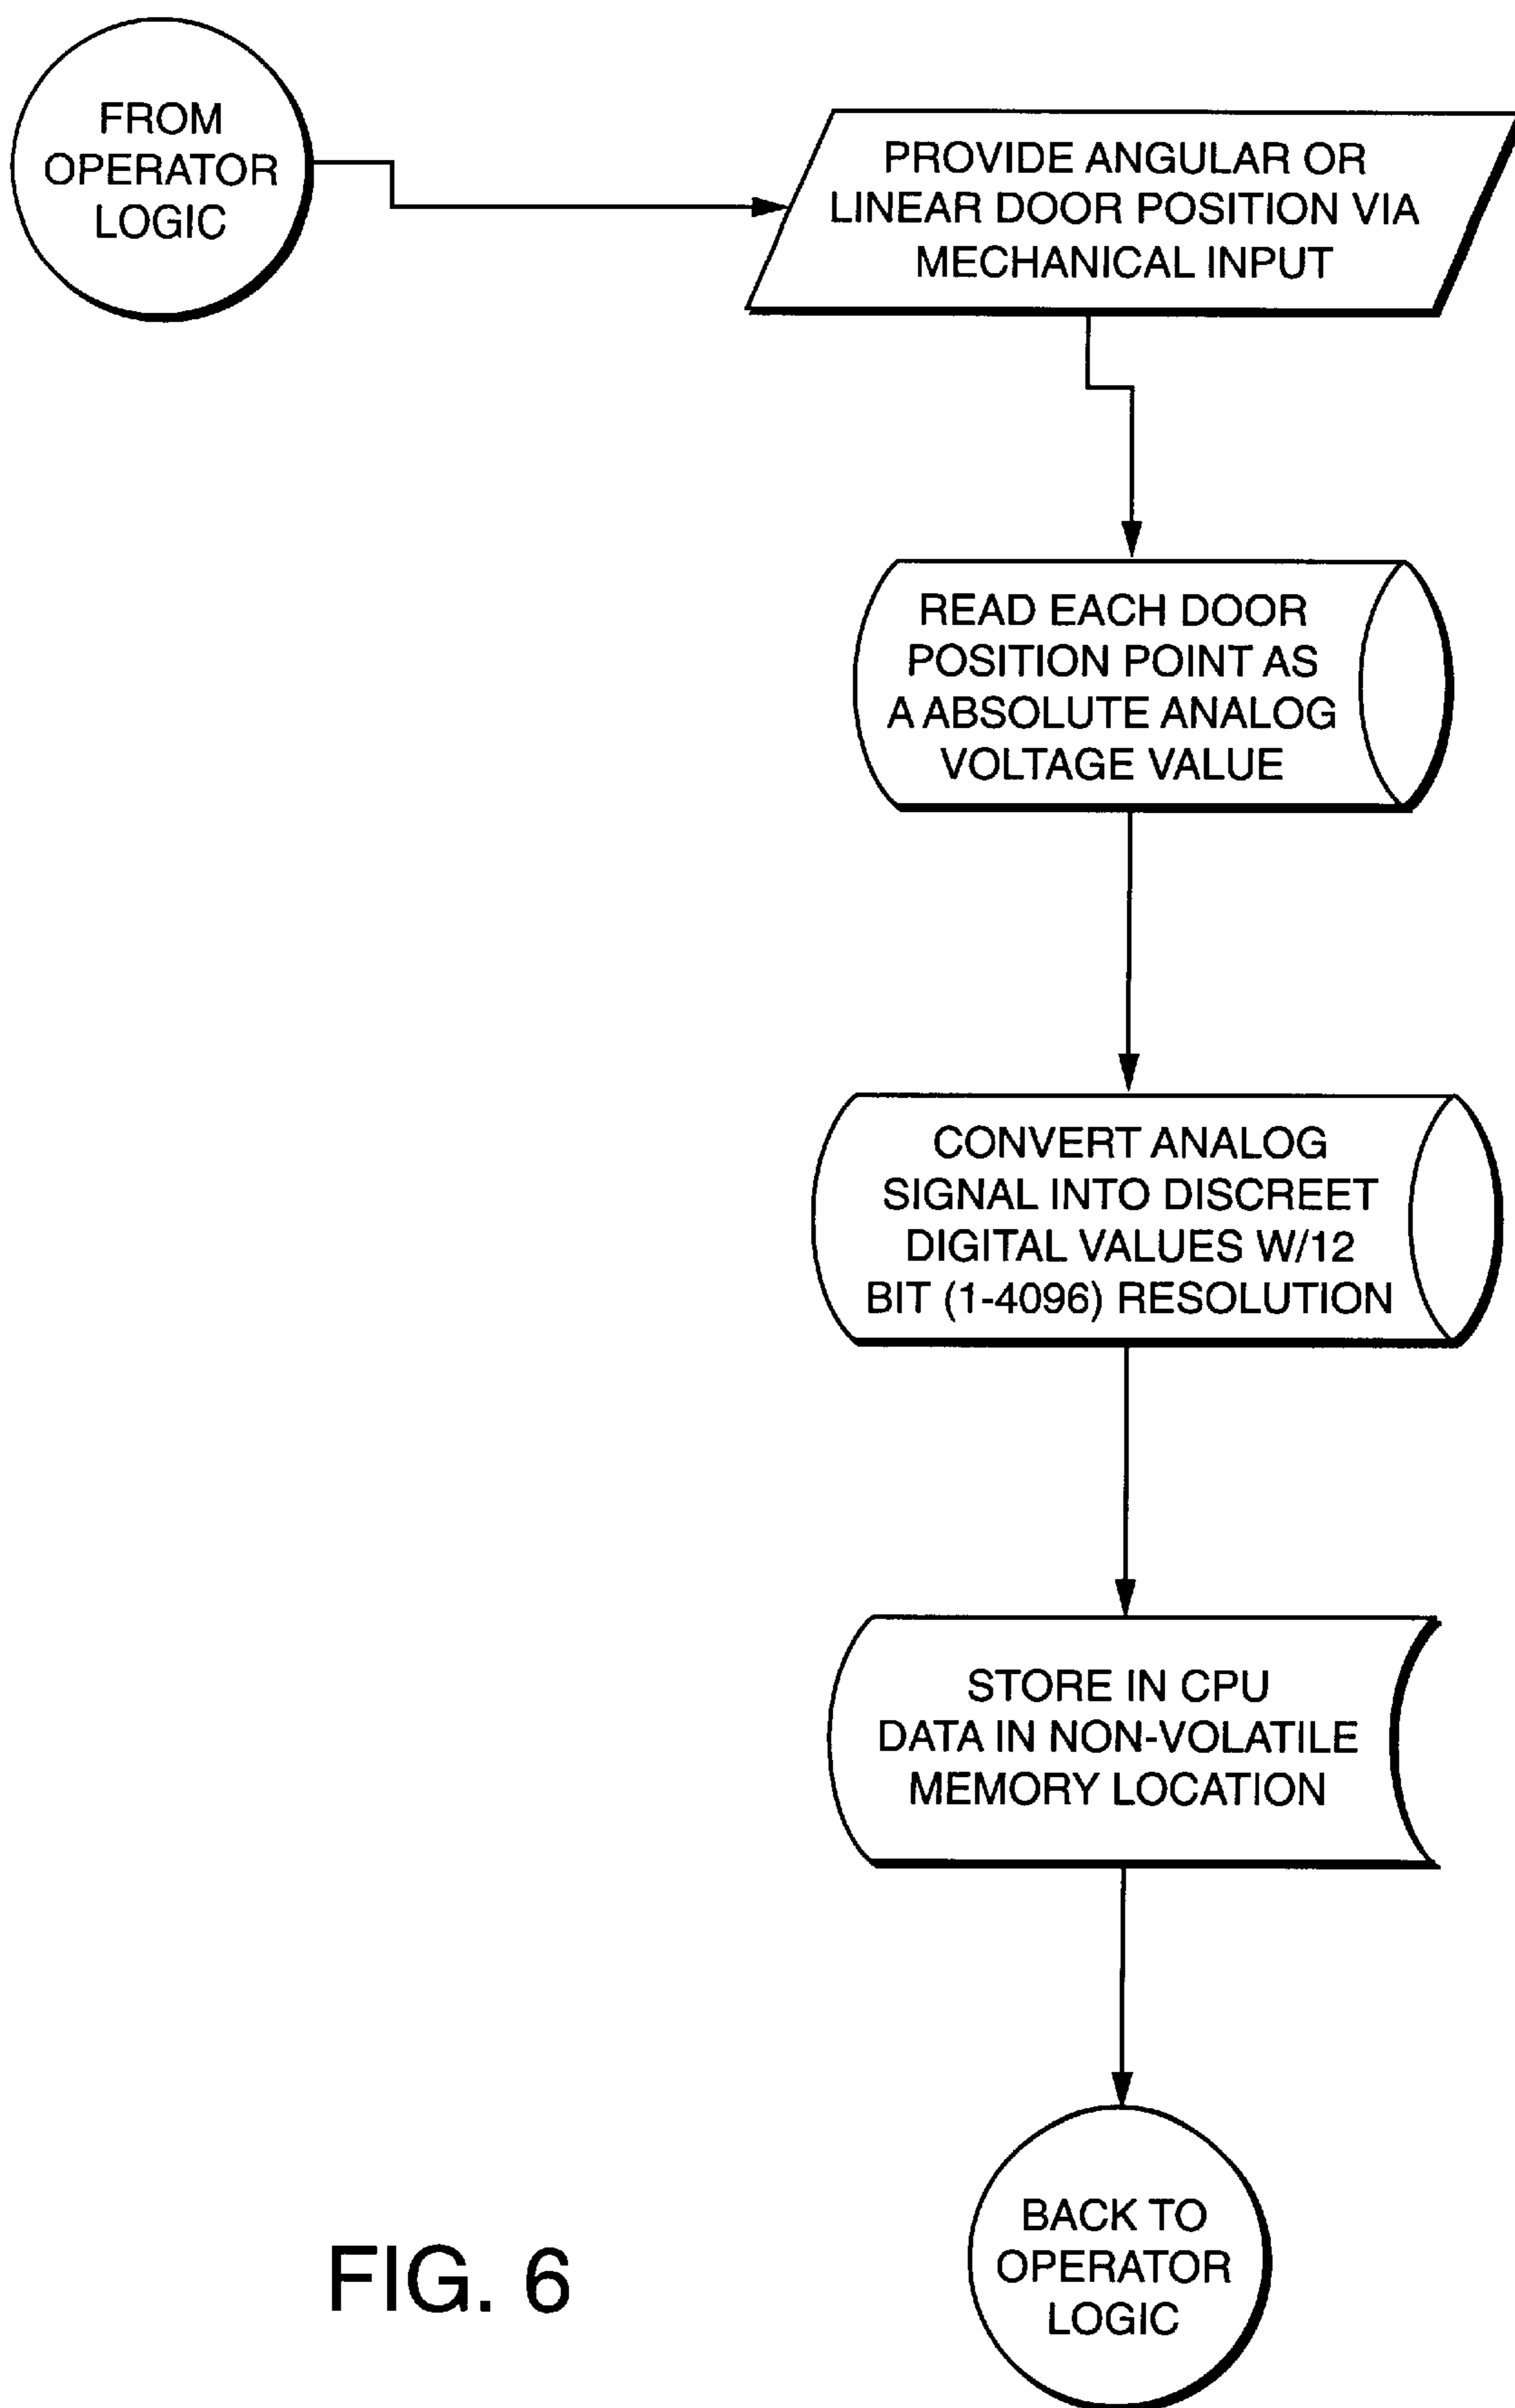 FROM
OPERATOR
LOGIC
PROVIDE ANGULAR OR
LINEAR DOOR POSITION VIA
MECHANICAL INPUT
READ EACH DOOR
POSITION POINT AS
A ABSOLUTE ANALOG
VOLTAGE VALUE
CONVERT ANALOG
SIGNAL INTO DISCREET
DIGITAL VALUES W/12
BIT (1-4096) RESOLUTION
STORE IN CPU
DATA IN NON-VOLATILE
MEMORY LOCATION
BACK TO
OPERATOR
LOGIC
FIG. 6